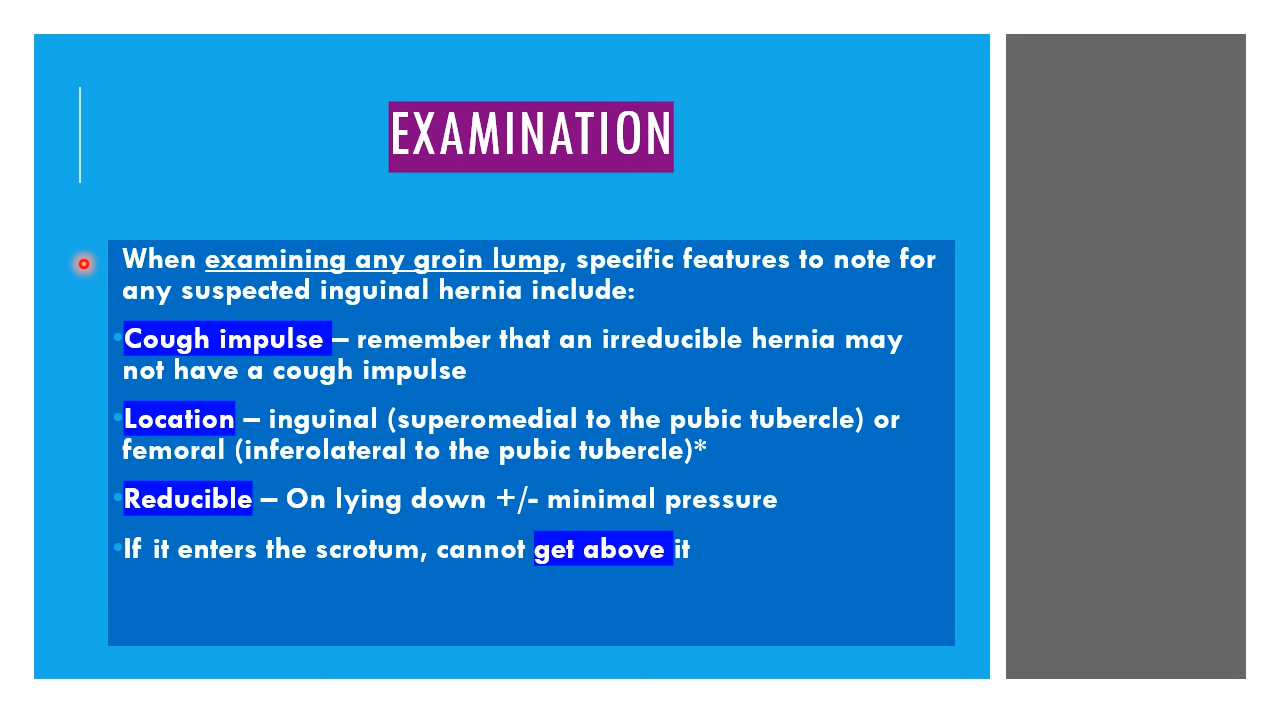 EXAMINATION
When examining any groin lump, specific features to note for
any suspected inguinal hernia include:
•Cough impulse – remember that an irreducible hernia may
not have a cough impulse
•Location – inguinal (superomedial to the pubic tubercle) or
femoral (inferolateral to the pubic tubercle)*
•Reducible – On lying down +/- minimal pressure
•If it enters the scrotum, cannot get above it